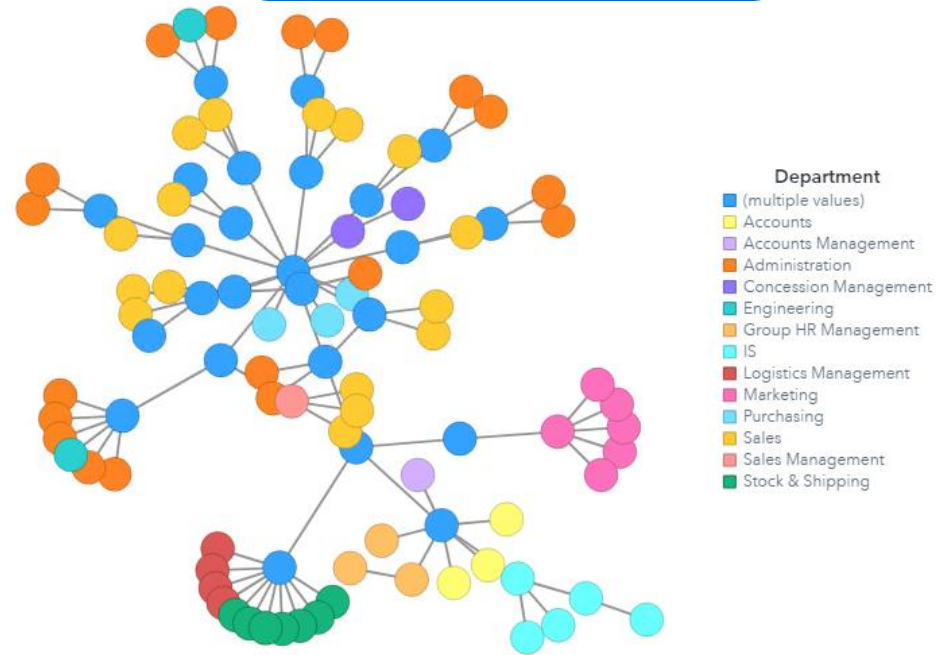 Department
(multiple values)
Accounts
Accounts Management
Administration
Concession Management
Engineering
Group HR Management
IS
Logistics Management
Marketing
Purchasing
Sales
Sales Management
Stock & Shipping